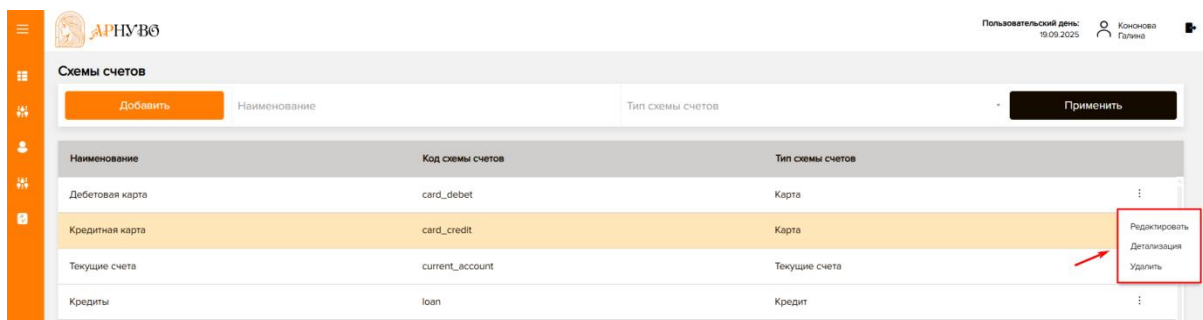 АРНУВО
Пользовательский день:
19.09.2025
Кононова
Галина
Схемы счетов
Добавить
Наименование
Тип схемы счетов
Применить
Наименование Код схемы счетов Тип схемы счетов
Дебетовая карта card_debet Карта
Кредитная карта card_credit Карта
Редактировать
Детализация
Удалить
Текущие счета current_account Текущие счета
Кредиты loan Кредит